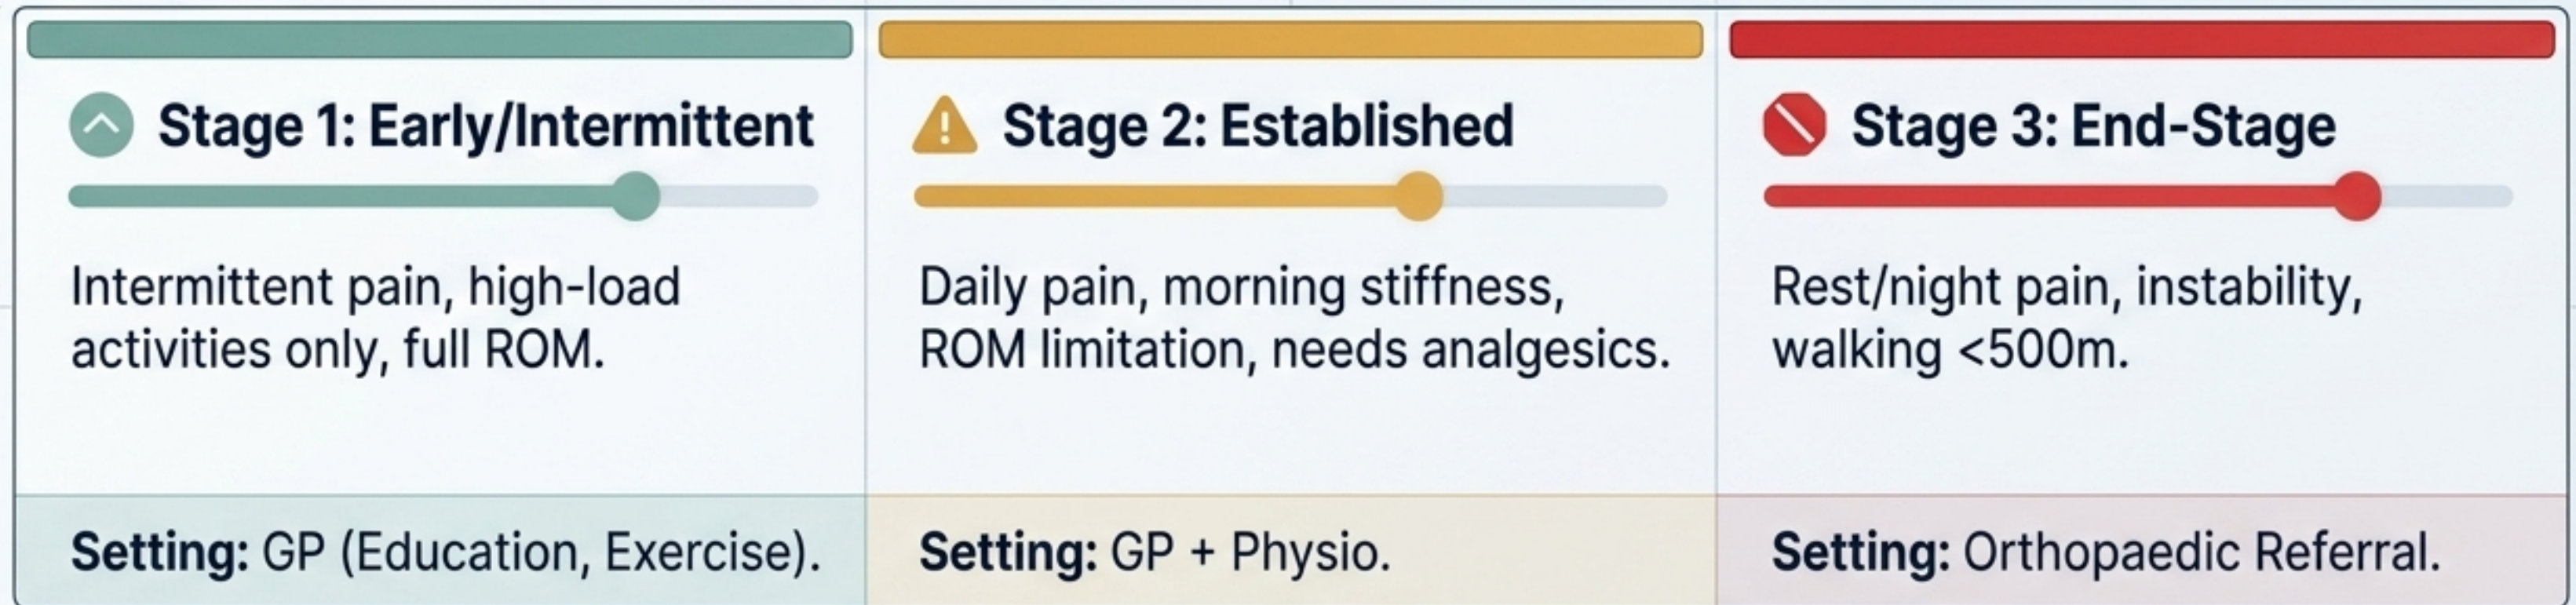 Stage 1: Early/Intermittent
Intermittent pain, high-load
activities only, full ROM.
Setting: GP (Education, Exercise).
Stage 2: Established
Daily pain, morning stiffness,
ROM limitation, needs analgesics.
Setting: GP + Physio.
Stage 3: End-Stage
Rest/night pain, instability,
walking <500m.
Setting: Orthopaedic Referral.